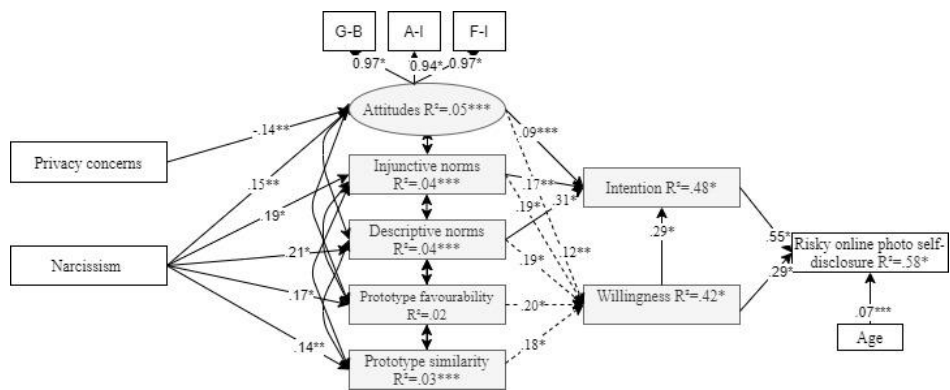 G-B
A-I
F-I
0.97*
0.94*
0.97*
Attitudes R²=.05***
-.14**
.09***
Privacy concerns
Injunctive norms
R²=.04***
.15**
.17**
Intention R²=.48*
.19*
.19*
.31*
Descriptive norms
R²=.04***
.55*
Narcissism
.21*
.29*
.12**
Risky online photo self-
disclosure R²=.58*
.19*
.29*
.17*
Prototype favourability
R²=.02
.20*
Willingness R²=.42*
.07***
.14**
.18*
Age
Prototype similarity
R²=.03***